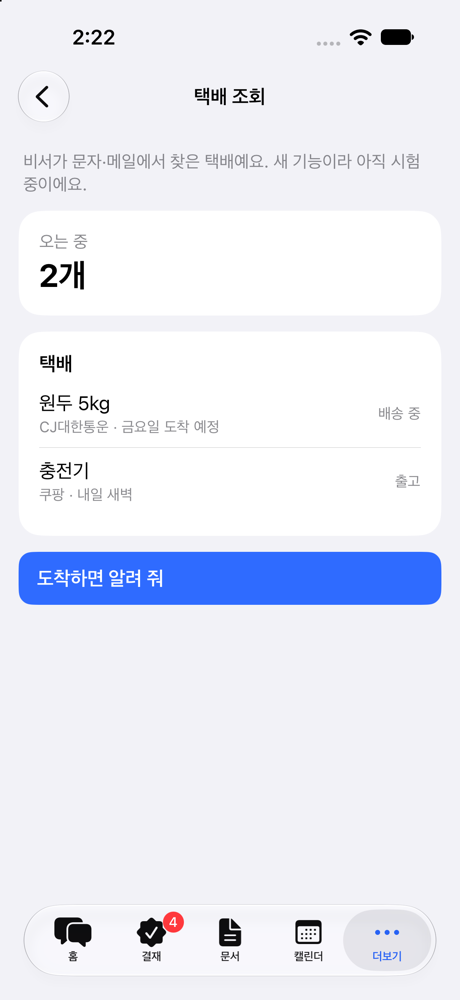 2:22
택배 조회
비서가 문자·메일에서 찾은 택배예요. 새 기능이라 아직 시험
중이에요.
오는 중
2개
택배
원두 5kg
배송 중
CJ대한통운 · 금요일 도착 예정
충전기
출고
쿠팡 · 내일 새벽
도착하면 알려 줘
4
홈
결재
문서
캘린더
더보기